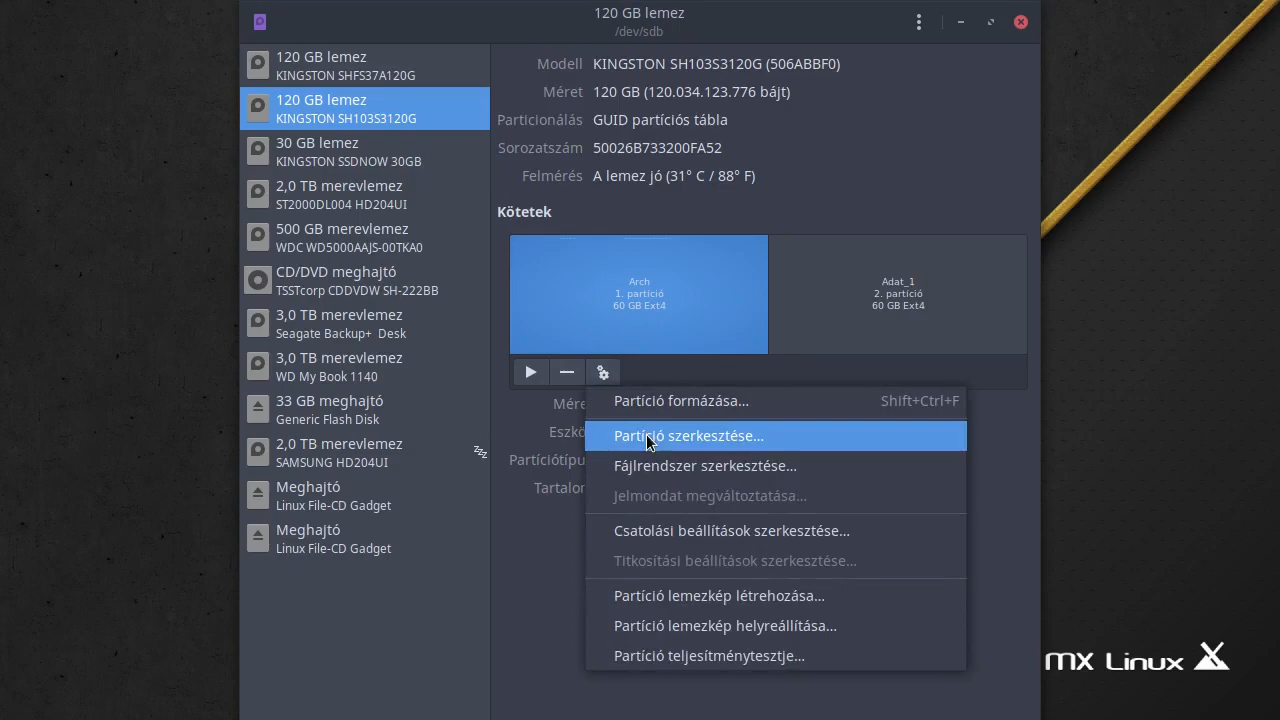 120 GB lemez
/dev/sdb
120 GB lemez
KINGSTON SHFS37A120G
120 GB lemez
KINGSTON SH103S3120G
30 GB lemez
KINGSTON SSDNOW 30GB
2,0 TB merevlemez
ST2000DL004 HD204UI
500 GB merevlemez
WDC WD5000AAJS-00TKA0
CD/DVD meghajtó
TSSTcorp CDDVDW SH-222BB
3,0 TB merevlemez
Seagate Backup+ Desk
3,0 TB merevlemez
WD My Book 1140
33 GB meghajtó
Generic Flash Disk
2,0 TB merevlemez
SAMSUNG HD204UI
Meghajtó
Linux File-CD Gadget
Meghajtó
Linux File-CD Gadget
Modell KINGSTON SH103S3120G (506ABBF0)
Méret 120 GB (120.034.123.776 bájt)
Particionálás GUID partíciós tábla
Sorozatszám 50026B733200FA52
Felmérés A lemez jó (31° C / 88° F)
Kötetek
Arch
1. partíció
60 GB Ext4
Adat_1
2. partíció
60 GB Ext4
Mére
Eszkö
Partíciótípu
Tartalom
Partíció formázása... Shift+Ctrl+F
Partíció szerkesztése...
Fájlrendszer szerkesztése...
Jelmondat megváltoztatása...
Csatolási beállítások szerkesztése...
Titkosítási beállítások szerkesztése...
Partíció lemezkép létrehozása...
Partíció lemezkép helyreállítása...
Partíció teljesítménytesztje...
MX Linux